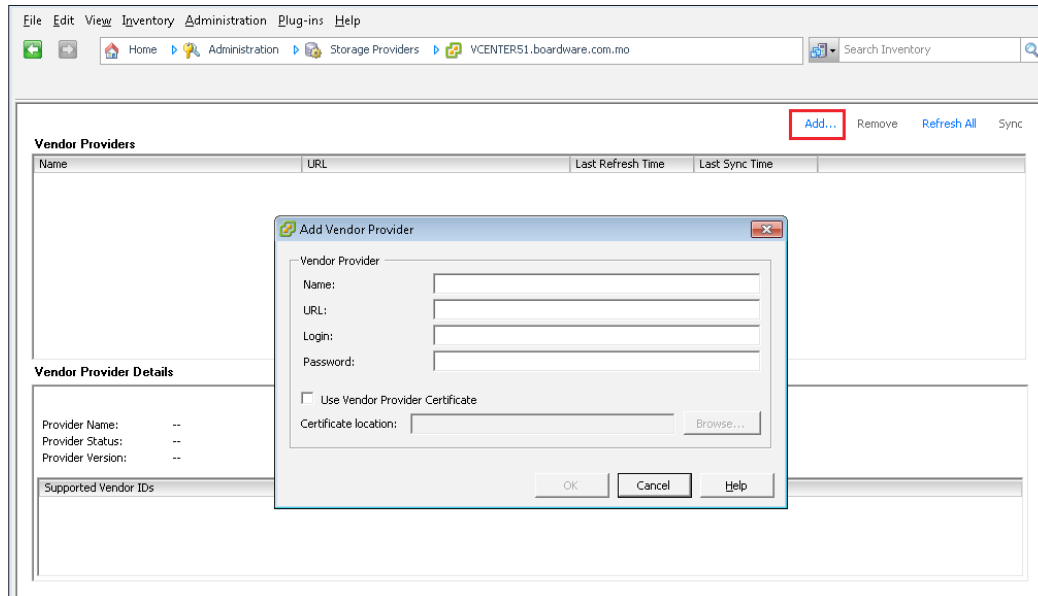 File Edit View Inventory Administration Plug-ins Help
Home Administration Storage Providers VCENTER51.boardware.com.mo Search Inventory
Add... Remove Refresh All Sync
Vendor Providers
Name URL Last Refresh Time Last Sync Time
Add Vendor Provider
Vendor Provider
Name:
URL:
Login:
Password:
Use Vendor Provider Certificate
Certificate location: Browse...
OK Cancel Help
Vendor Provider Details
Provider Name: --
Provider Status: --
Provider Version: --
Supported Vendor IDs